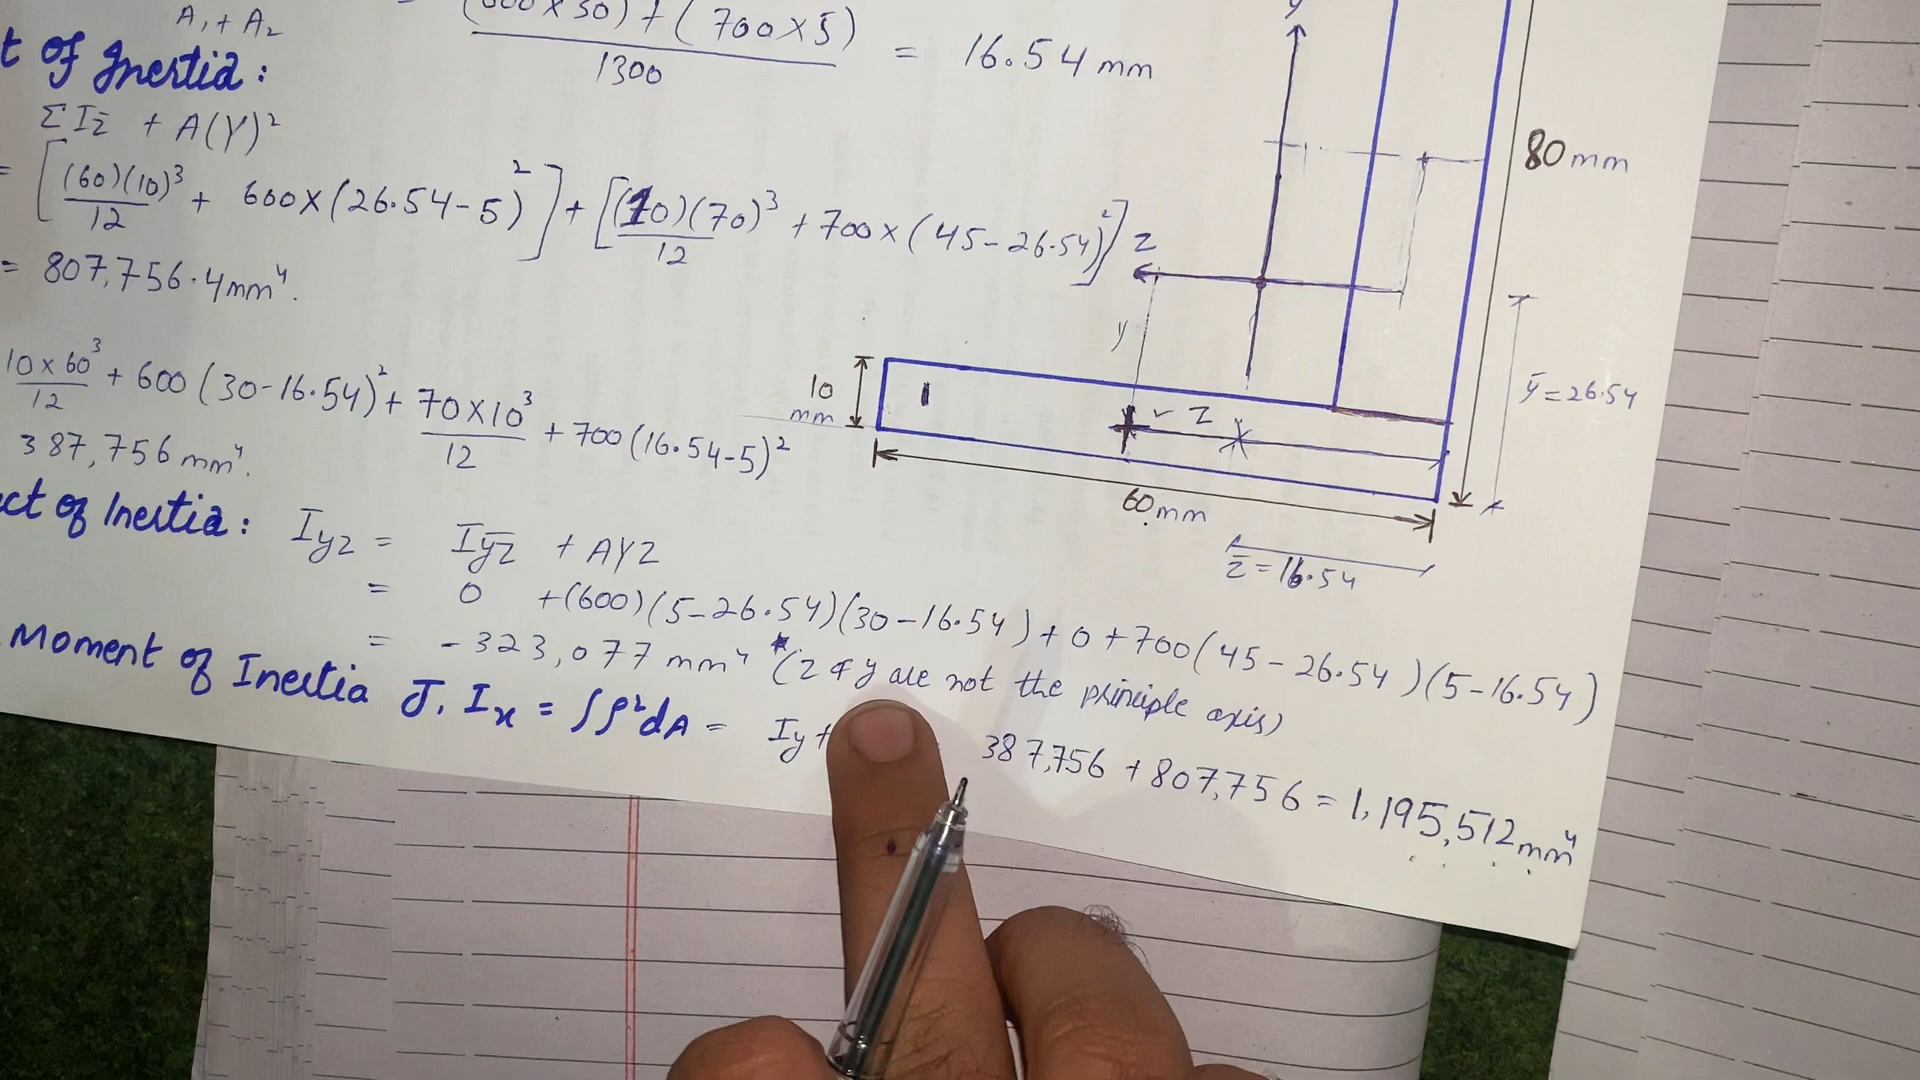 A₁ + A₂
= (600 x 30) + (700 x 5) / 1300 = 16.54 mm
t of Inertia :
ΣIz̄ + A(Y)²
= [(60)(10)³/12 + 600 x (26.54-5)²] + [(10)(70)³/12 + 700 x (45-26.54)²]
= 807,756.4 mm⁴.
10 x 60³/12 + 600 (30-16.54)² + 70 x 10³/12 + 700 (16.54-5)²
387,756 mm⁴.
ct of Inertia : Iyz = Iȳz̄ + AYZ
= 0 + (600)(5-26.54)(30-16.54) + 0 + 700(45-26.54)(5-16.54)
= -323,077 mm⁴ *(z & y are not the principle axis)
Moment of Inertia J, Ix = ∫ρ²dA = Iy + 387,756 + 807,756 = 1,195,512 mm⁴
y
80 mm
z
y
10
mm
1
z
ȳ = 26.54
60 mm
z̄ = 16.54